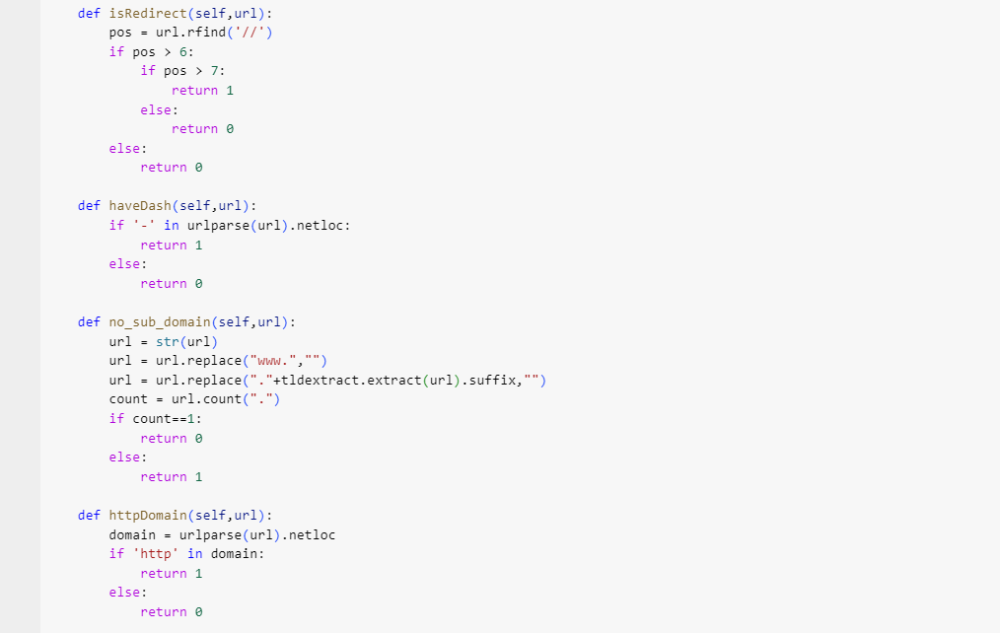 def isRedirect(self,url):
    pos = url.rfind('//')
    if pos > 6:
        if pos > 7:
            return 1
        else:
            return 0
    else:
        return 0

def haveDash(self,url):
    if '-' in urlparse(url).netloc:
        return 1
    else:
        return 0

def no_sub_domain(self,url):
    url = str(url)
    url = url.replace("www.","")
    url = url.replace("."+tldextract.extract(url).suffix,"")
    count = url.count(".")
    if count==1:
        return 0
    else:
        return 1

def httpDomain(self,url):
    domain = urlparse(url).netloc
    if 'http' in domain:
        return 1
    else:
        return 0